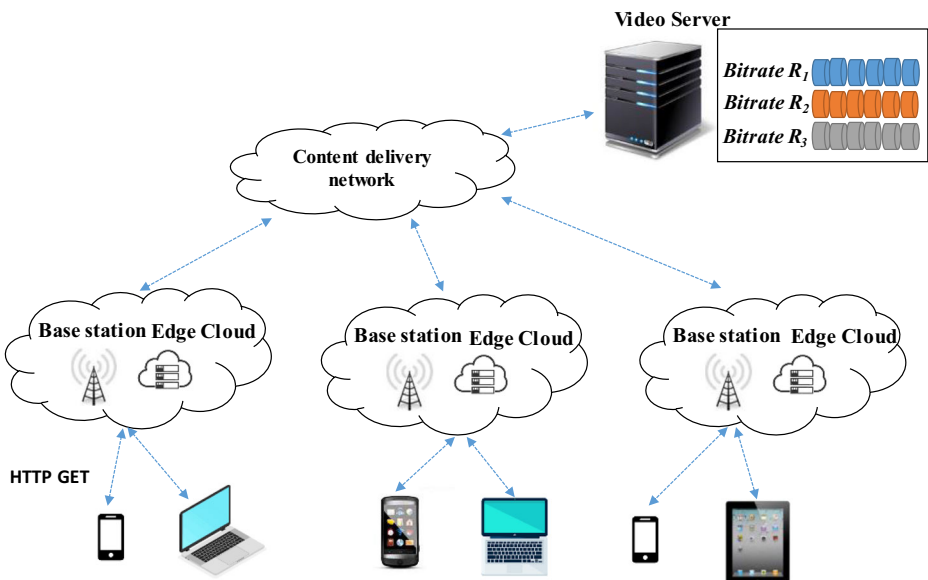 Video Server
Bitrate R1
Bitrate R2
Bitrate R3
Content delivery
network
Base station Edge Cloud
Base station Edge Cloud
Base station Edge Cloud
HTTP GET